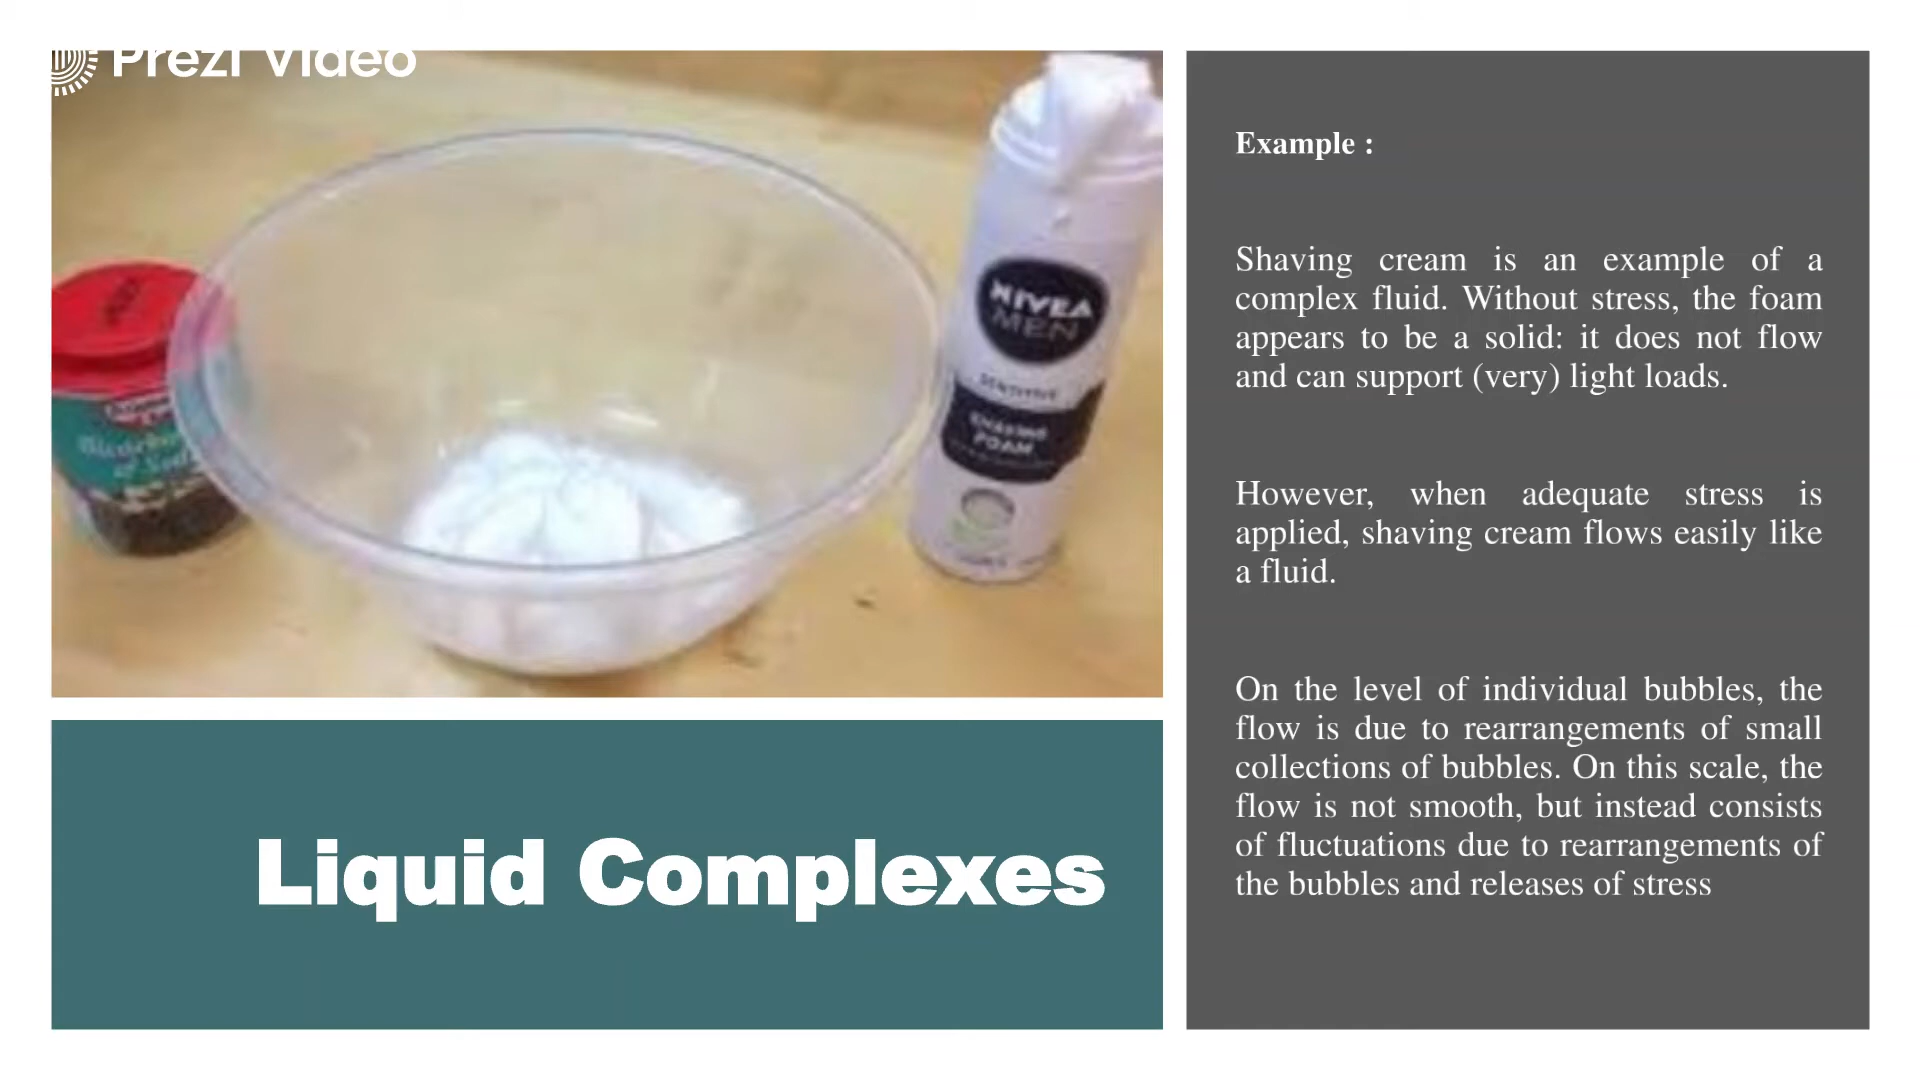 Prezi Video
NIVEA
MEN
SENSITIVE
SHAVING
FOAM
Liquid Complexes
Example :
Shaving cream is an example of a
complex fluid. Without stress, the foam
appears to be a solid: it does not flow
and can support (very) light loads.
However, when adequate stress is
applied, shaving cream flows easily like
a fluid.
On the level of individual bubbles, the
flow is due to rearrangements of small
collections of bubbles. On this scale, the
flow is not smooth, but instead consists
of fluctuations due to rearrangements of
the bubbles and releases of stress